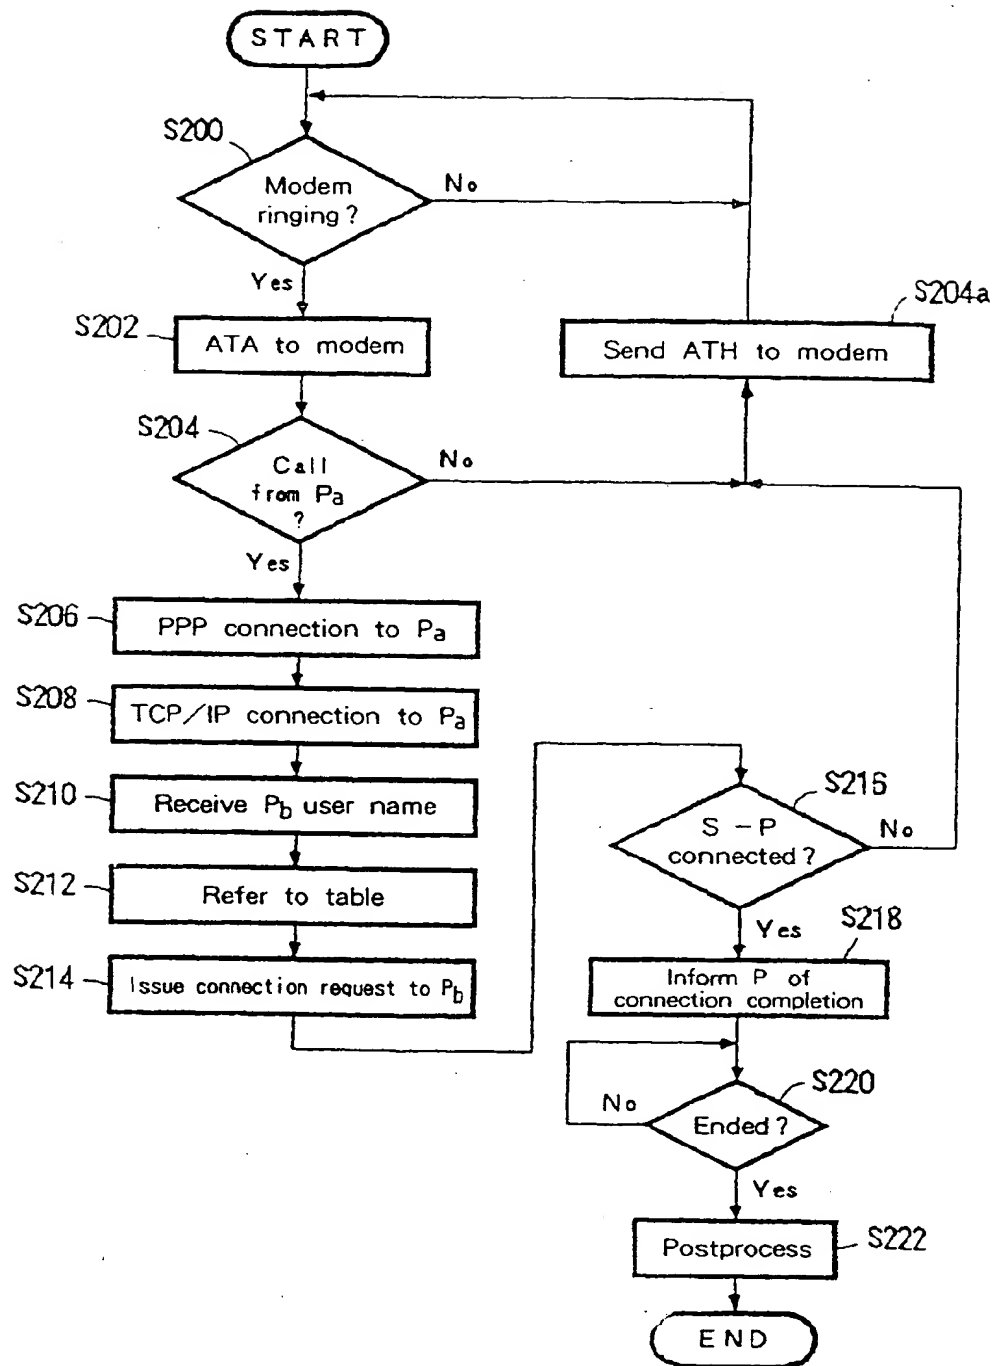 START
S200
Modem
ringing?
No
Yes
S202
ATA to modem
S204a
Send ATH to modem
S204
Call
from Pa
?
No
Yes
S206
PPP connection to Pa
S208
TCP/IP connection to Pa
S210
Receive Pb user name
S212
Refer to table
S214
Issue connection request to Pb
S216
S-P
connected?
No
Yes
S218
Inform P of
connection completion
S220
Ended?
No
Yes
S222
Postprocess
END